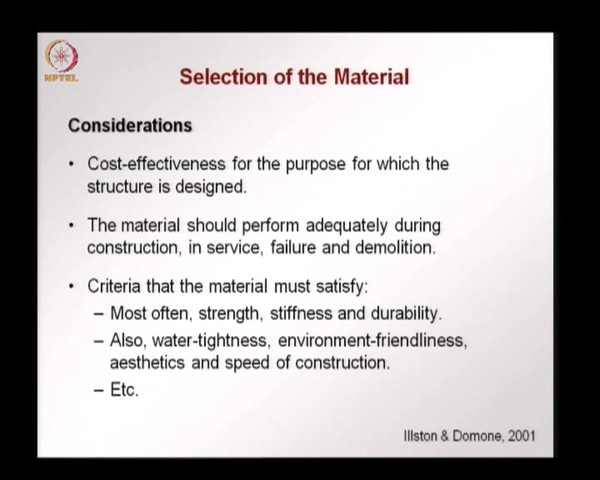 NPTEL
Selection of the Material
Considerations
• Cost-effectiveness for the purpose for which the
structure is designed.
• The material should perform adequately during
construction, in service, failure and demolition.
• Criteria that the material must satisfy:
– Most often, strength, stiffness and durability.
– Also, water-tightness, environment-friendliness,
aesthetics and speed of construction.
– Etc.
Illston & Domone, 2001